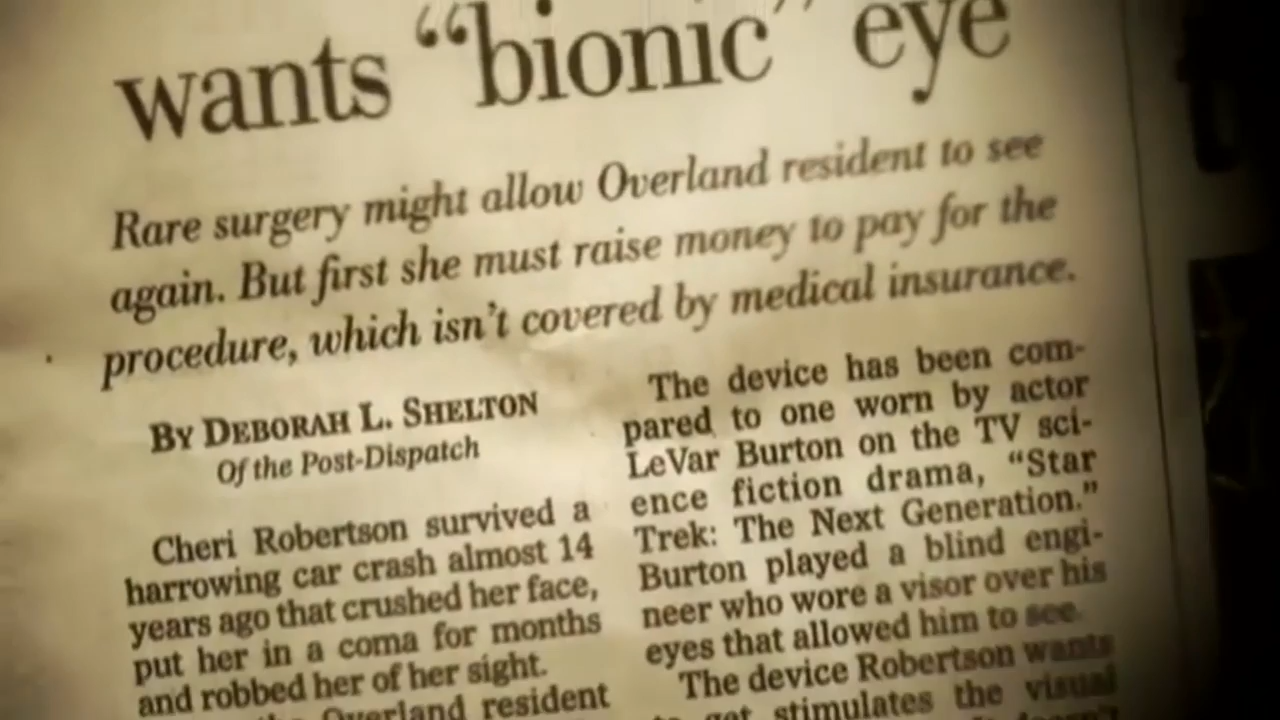 wants “bionic” eye
Rare surgery might allow Overland resident to see
again. But first she must raise money to pay for the
procedure, which isn’t covered by medical insurance.
BY DEBORAH L. SHELTON
Of the Post-Dispatch
Cheri Robertson survived a
harrowing car crash almost 14
years ago that crushed her face,
put her in a coma for months
and robbed her of her sight.
Overland resident
The device has been com-
pared to one worn by actor
LeVar Burton on the TV sci-
ence fiction drama, “Star
Trek: The Next Generation.”
Burton played a blind engi-
neer who wore a visor over his
eyes that allowed him to see.
The device Robertson wants
to get stimulates the visual